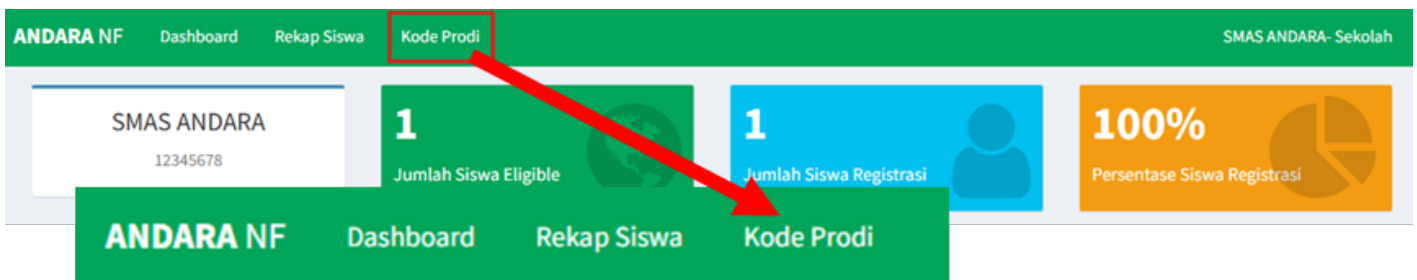 ANDARA NF Dashboard Rekap Siswa Kode Prodi SMAS ANDARA- Sekolah
SMAS ANDARA
12345678
1
Jumlah Siswa Eligible
1
Jumlah Siswa Registrasi
100%
Persentase Siswa Registrasi
ANDARA NF Dashboard Rekap Siswa Kode Prodi